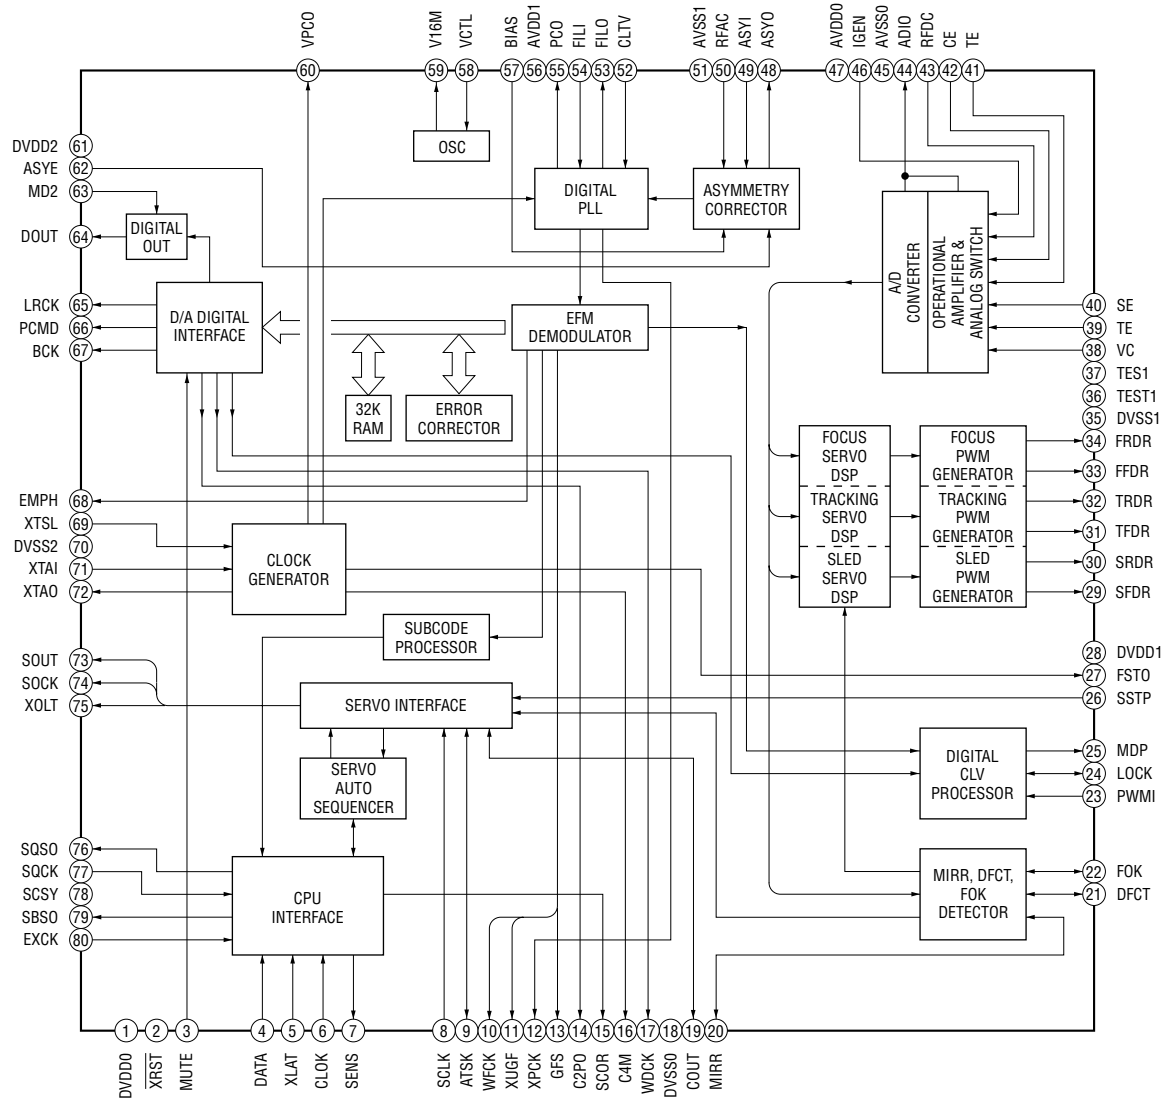 VPCO
V16M
VCTL
BIAS
AVDD1
PCO
FILI
FILO
CLTV
AVSS1
RFAC
ASYI
ASYO
AVDD0
IGEN
AVSS0
ADIO
RFDC
CE
TE
60
59
58
57
56
55
54
53
52
51
50
49
48
47
46
45
44
43
42
41
DVDD2 61
ASYE 62
MD2 63
DOUT 64
LRCK 65
PCMD 66
BCK 67
EMPH 68
XTSL 69
DVSS2 70
XTAI 71
XTAO 72
SOUT 73
SOCK 74
XOLT 75
SQSO 76
SQCK 77
SCSY 78
SBSO 79
EXCK 80
OSC
DIGITAL
PLL
ASYMMETRY
CORRECTOR
DIGITAL
OUT
D/A DIGITAL
INTERFACE
EFM
DEMODULATOR
A/D
CONVERTER
OPERATIONAL
AMPLIFIER &
ANALOG SWITCH
32K
RAM
ERROR
CORRECTOR
FOCUS
SERVO
DSP
TRACKING
SERVO
DSP
SLED
SERVO
DSP
FOCUS
PWM
GENERATOR
TRACKING
PWM
GENERATOR
SLED
PWM
GENERATOR
CLOCK
GENERATOR
SUBCODE
PROCESSOR
SERVO INTERFACE
SERVO
AUTO
SEQUENCER
DIGITAL
CLV
PROCESSOR
CPU
INTERFACE
MIRR, DFCT,
FOK
DETECTOR
40 SE
39 TE
38 VC
37 TES1
36 TEST1
35 DVSS1
34 FRDR
33 FFDR
32 TRDR
31 TFDR
30 SRDR
29 SFDR
28 DVDD1
27 FSTO
26 SSTP
25 MDP
24 LOCK
23 PWMI
22 FOK
21 DFCT
1
2
3
4
5
6
7
8
9
10
11
12
13
14
15
16
17
18
19
20
DVDD0
XRST
MUTE
DATA
XLAT
CLOK
SENS
SCLK
ATSK
WFCK
XUGF
XPCK
GFS
C2PO
SCOR
C4M
WDCK
DVSS0
COUT
MIRR